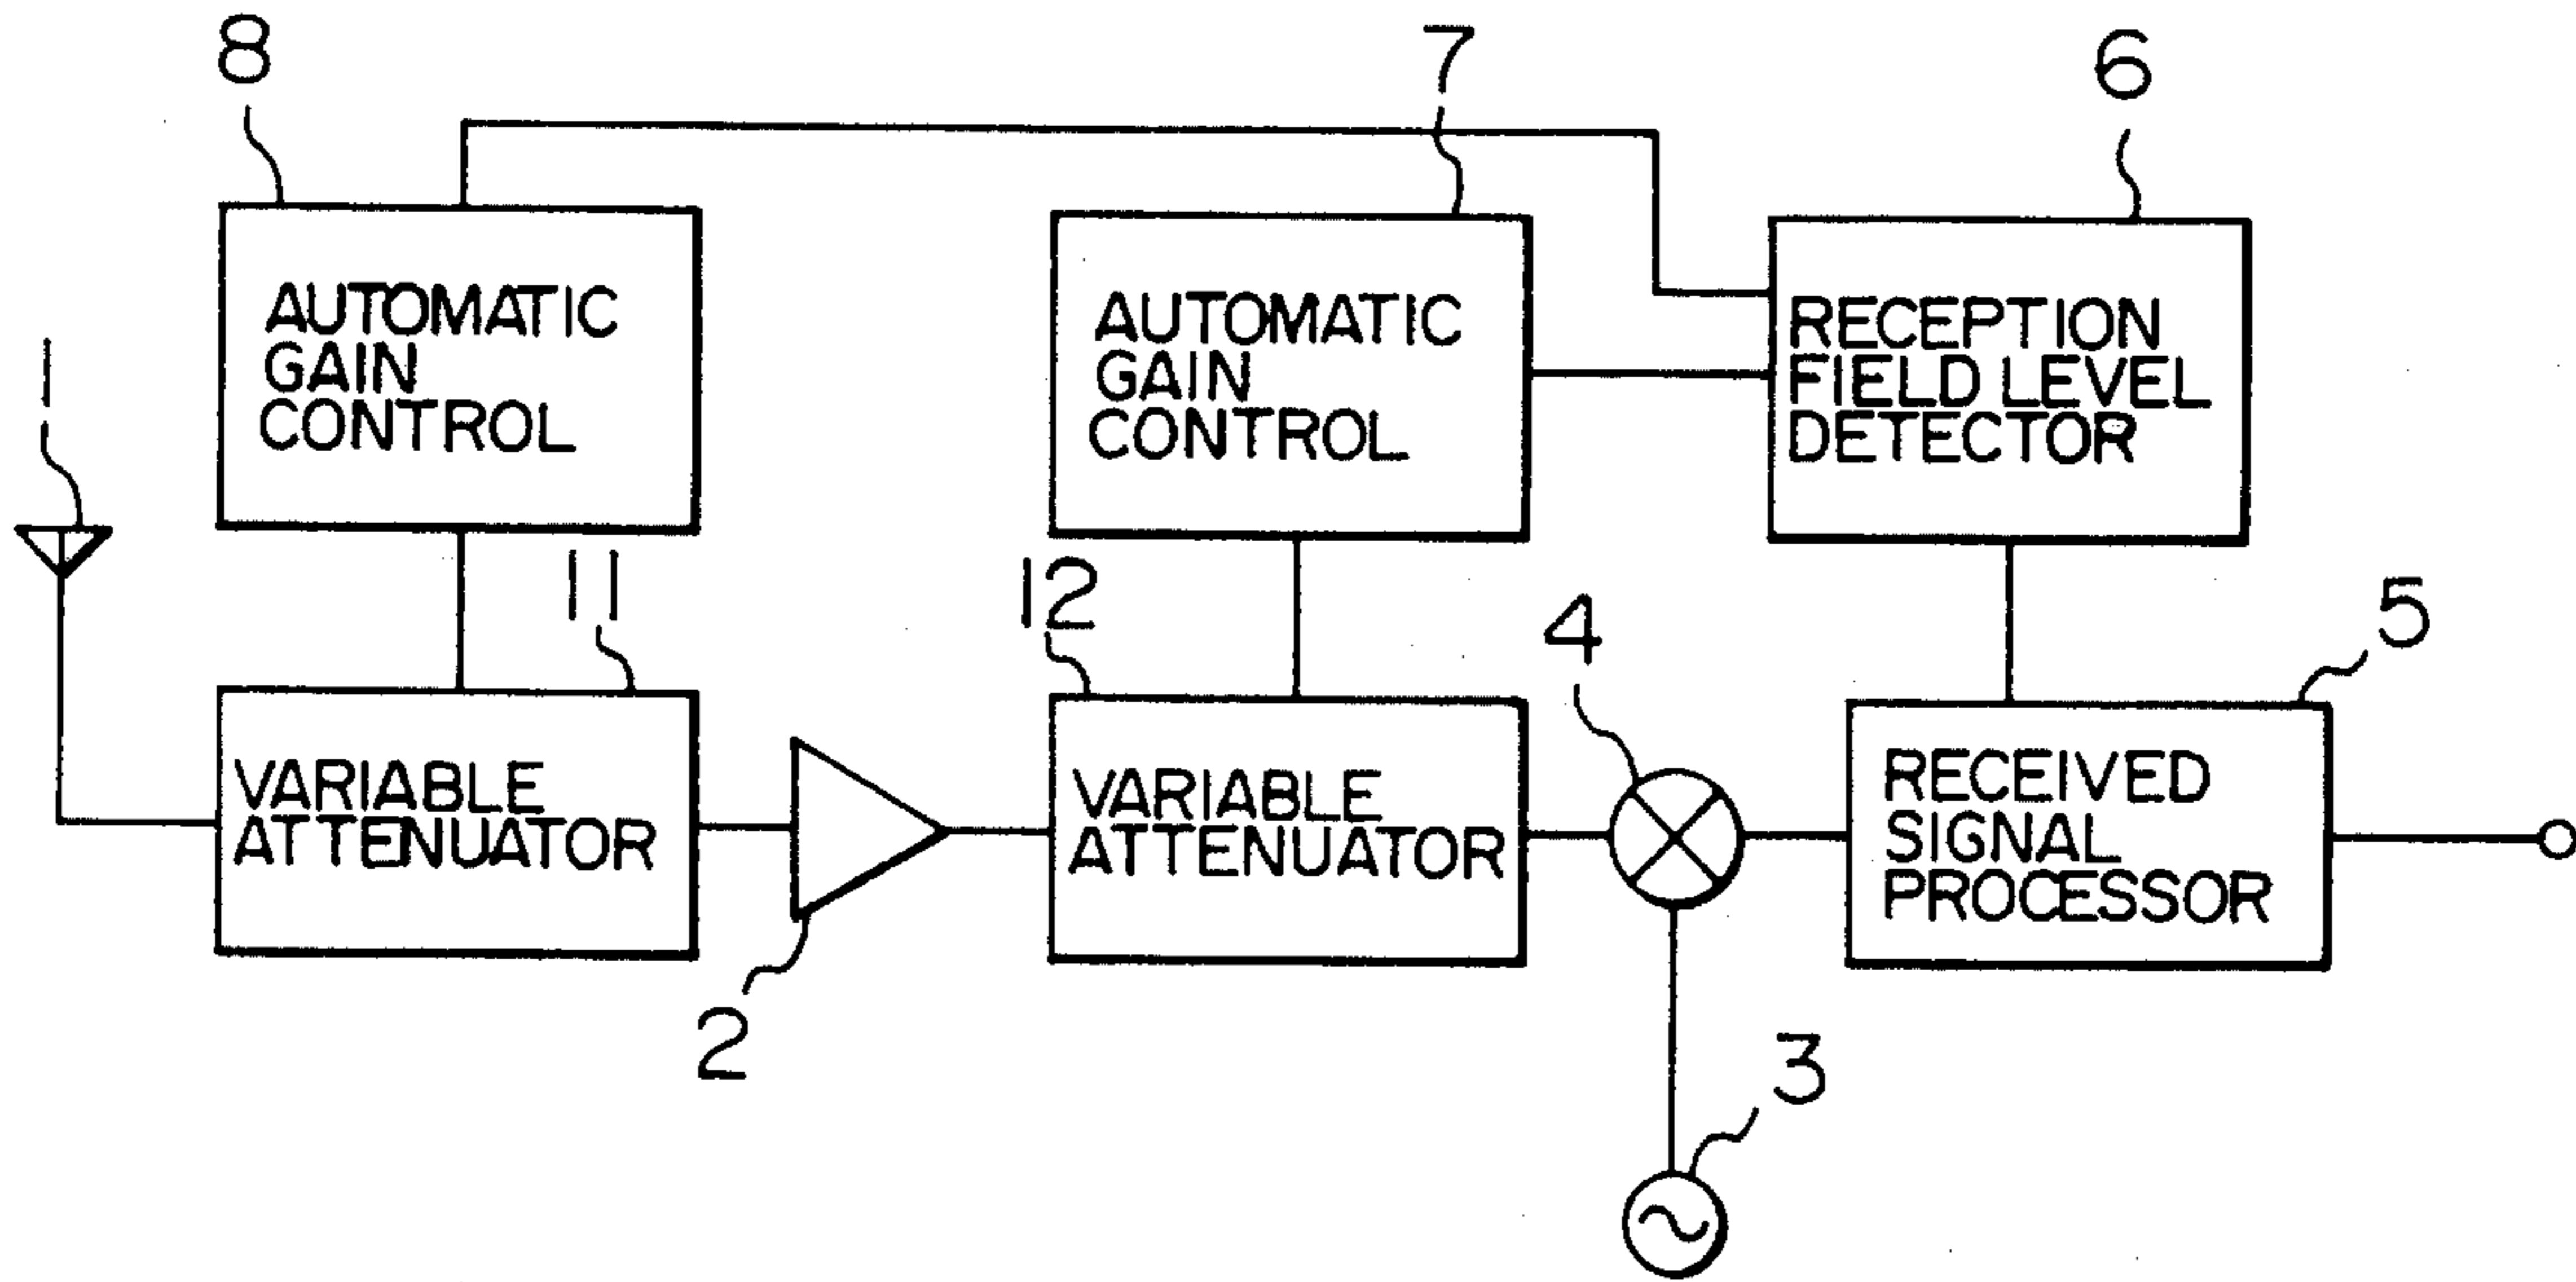 8
7
6
AUTOMATIC
GAIN
CONTROL
AUTOMATIC
GAIN
CONTROL
RECEPTION
FIELD LEVEL
DETECTOR
1
11
12
4
5
VARIABLE
ATTENUATOR
VARIABLE
ATTENUATOR
RECEIVED
SIGNAL
PROCESSOR
2
3